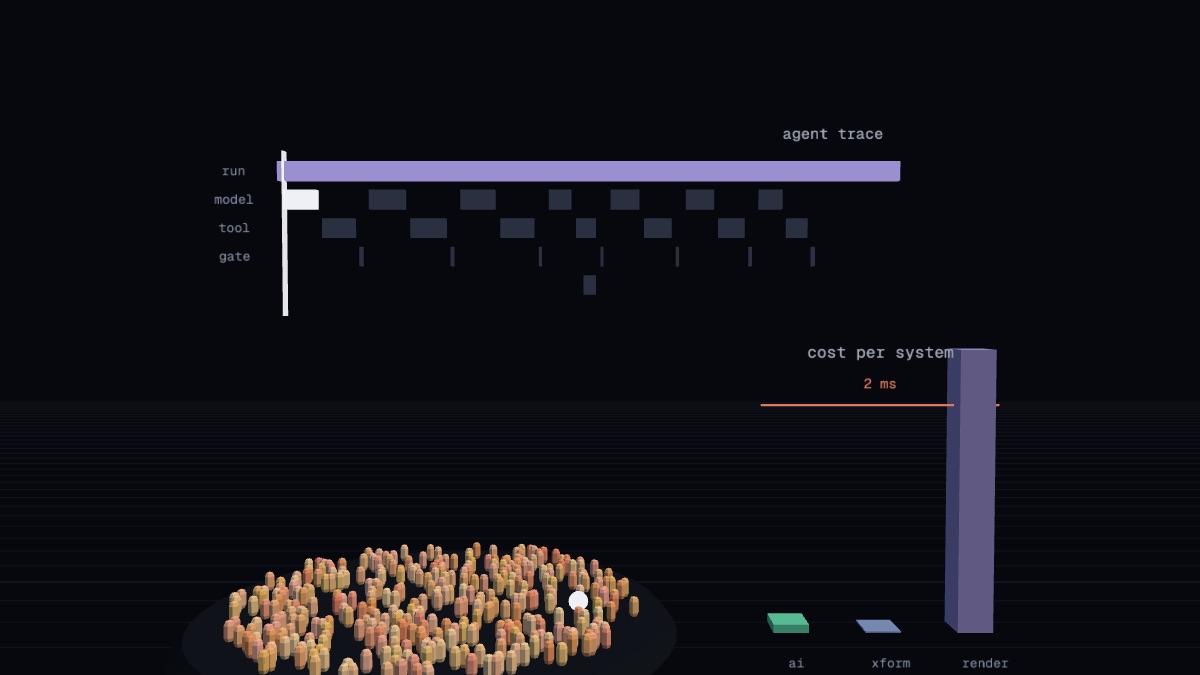 agent trace
run
model
tool
gate
cost per system
2 ms
ai
xform
render